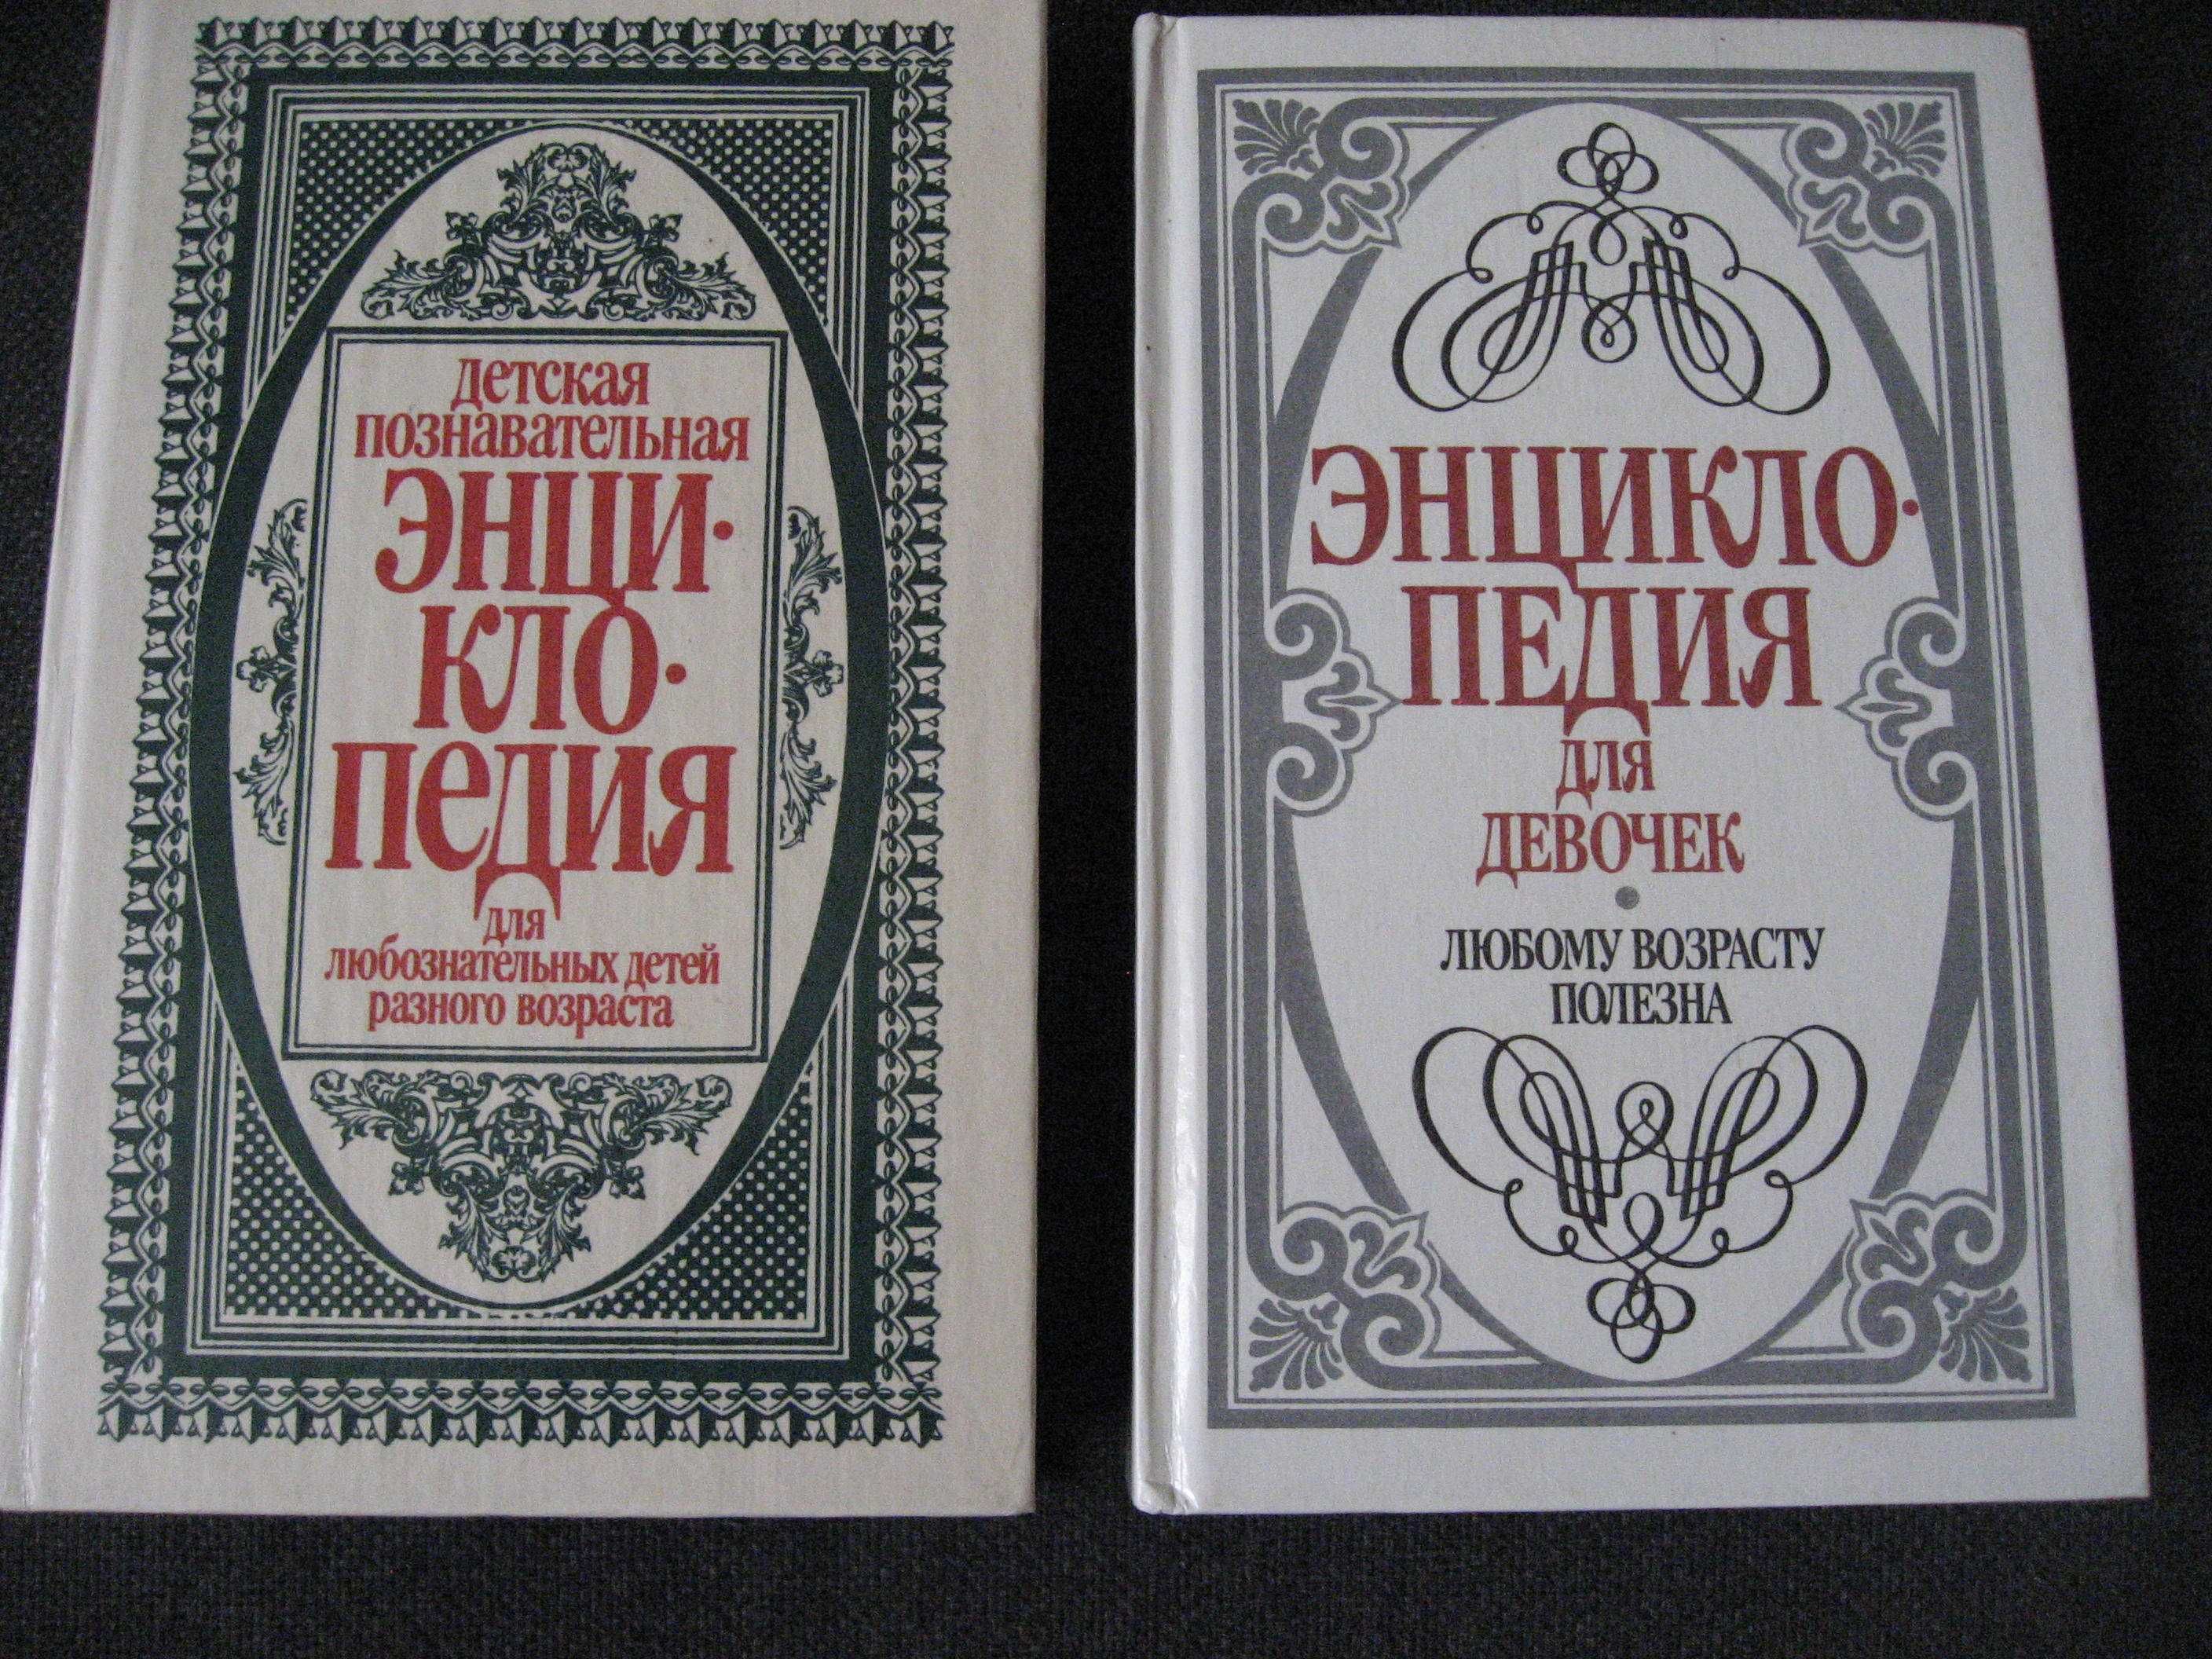 детская
познавательная
ЭНЦИ·
КЛО·
ПЕДИЯ
для
любознательных детей
разного возраста
ЭНЦИКЛО·
ПЕДИЯ
для
ДЕВОЧЕК
•
ЛЮБОМУ ВОЗРАСТУ
ПОЛЕЗНА